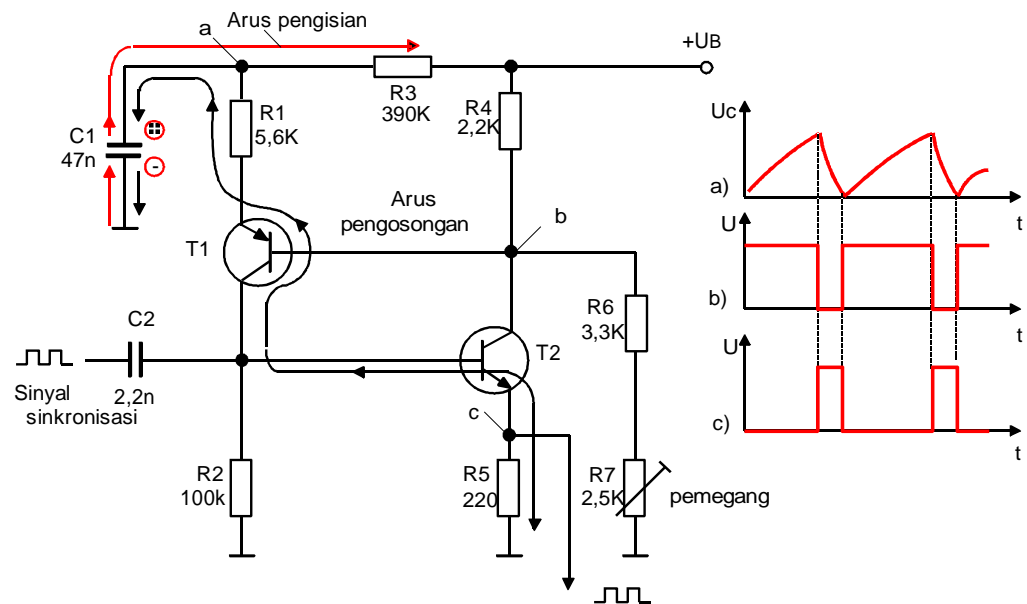 Arus pengisian
a
+UB
R3
390K
R1
5,6K
R4
2,2K
C1
47n
+
-
Arus
pengosongan
b
T1
R6
3,3K
C2
2,2n
T2
Sinyal
sinkronisasi
c
R2
100k
R5
220
R7
2,5K
pemegang
Uc
a)
t
U
b)
t
U
c)
t